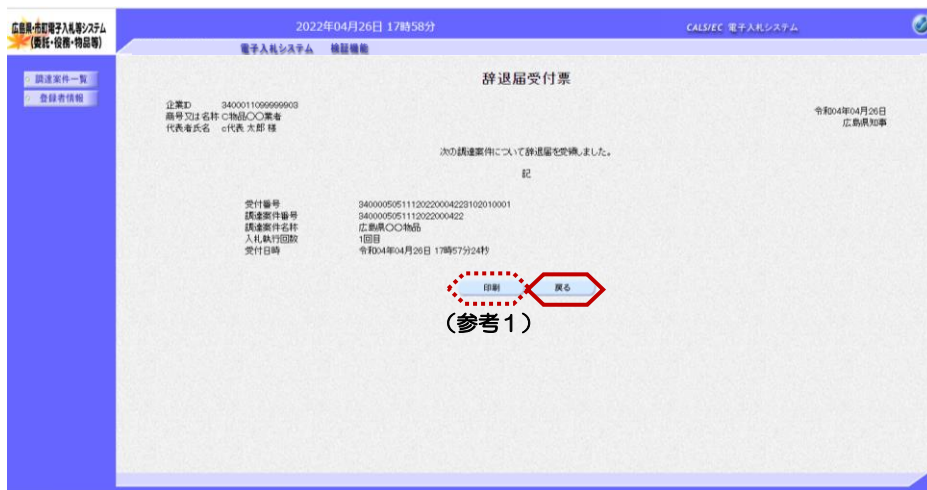 広島県・市町電子入札等システム
(委託・役務・物品等)
2022年04月26日 17時58分
CALS/EC 電子入札システム
電子入札システム 検証機能
調達案件一覧
登録者情報
辞退届受付票
企業ID 3400011099999903
商号又は名称 C物品〇〇業者
代表者氏名 c代表 太郎 様
令和04年04月26日
広島県知事
次の調達案件について辞退届を受領しました。
記
受付番号 34000050511120220004223102010001
調達案件番号 3400005051112022000422
調達案件名称 広島県〇〇物品
入札執行回数 1回目
受付日時 令和04年04月26日 17時57分24秒
印刷 戻る
(参考1)